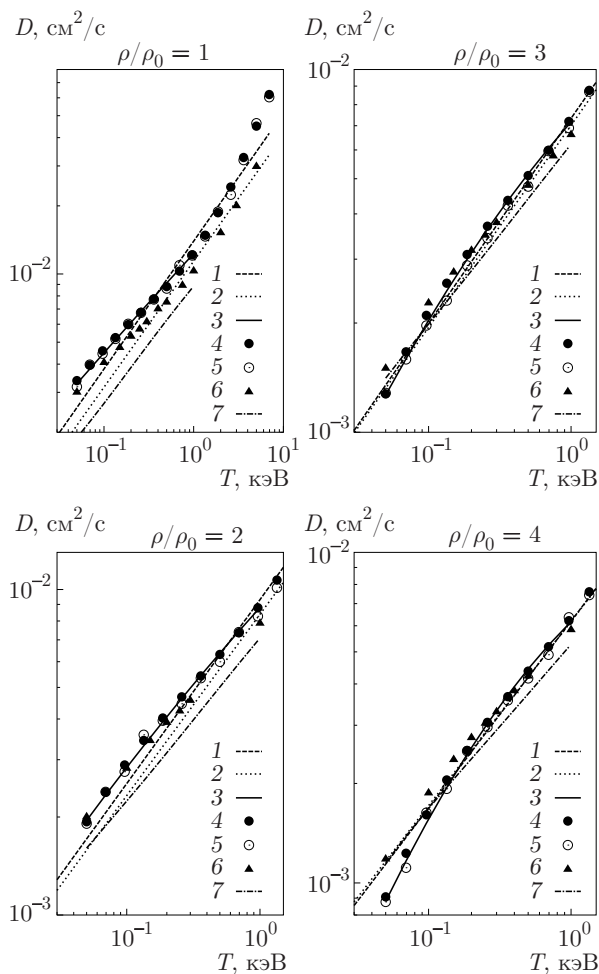 D, см²/с
ρ/ρ₀ = 1
10⁻²
1
2
3
4
5
6
7
10⁻¹ 10⁰ 10¹
T, кэВ
D, см²/с
ρ/ρ₀ = 3
10⁻²
10⁻³
1
2
3
4
5
6
7
10⁻¹ 10⁰
T, кэВ
D, см²/с
ρ/ρ₀ = 2
10⁻²
10⁻³
1
2
3
4
5
6
7
10⁻¹ 10⁰
T, кэВ
D, см²/с
ρ/ρ₀ = 4
10⁻²
10⁻³
1
2
3
4
5
6
7
10⁻¹ 10⁰
T, кэВ